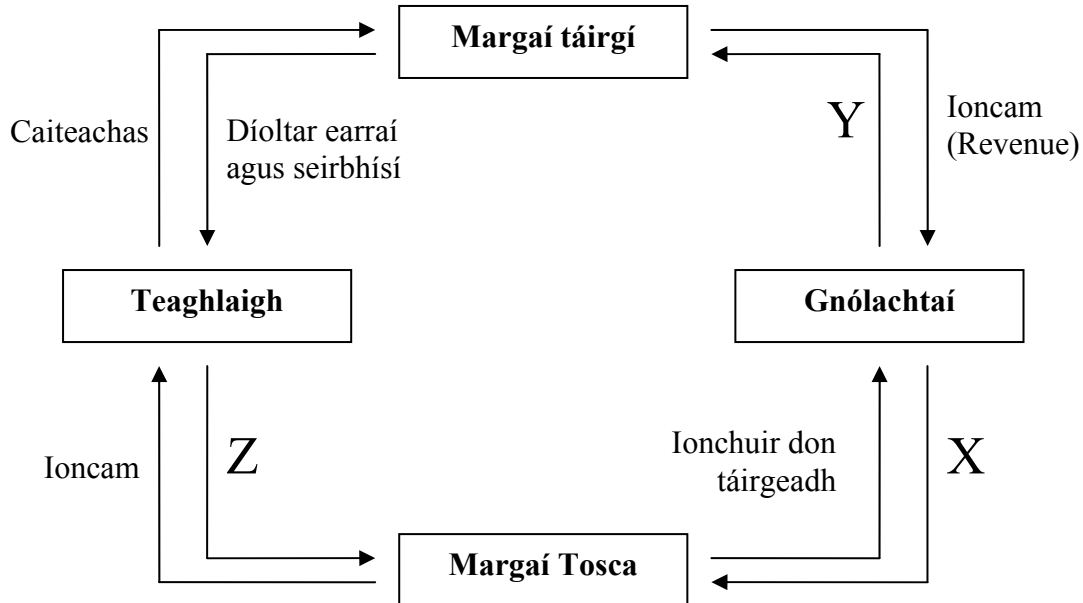 Margaí táirgí
Caiteachas
Díoltar earraí
agus seirbhísí
Y
Ioncam
(Revenue)
Teaghlaigh
Gnólachtaí
Ioncam
Z
Ionchuir don
táirgeadh
X
Margaí Tosca